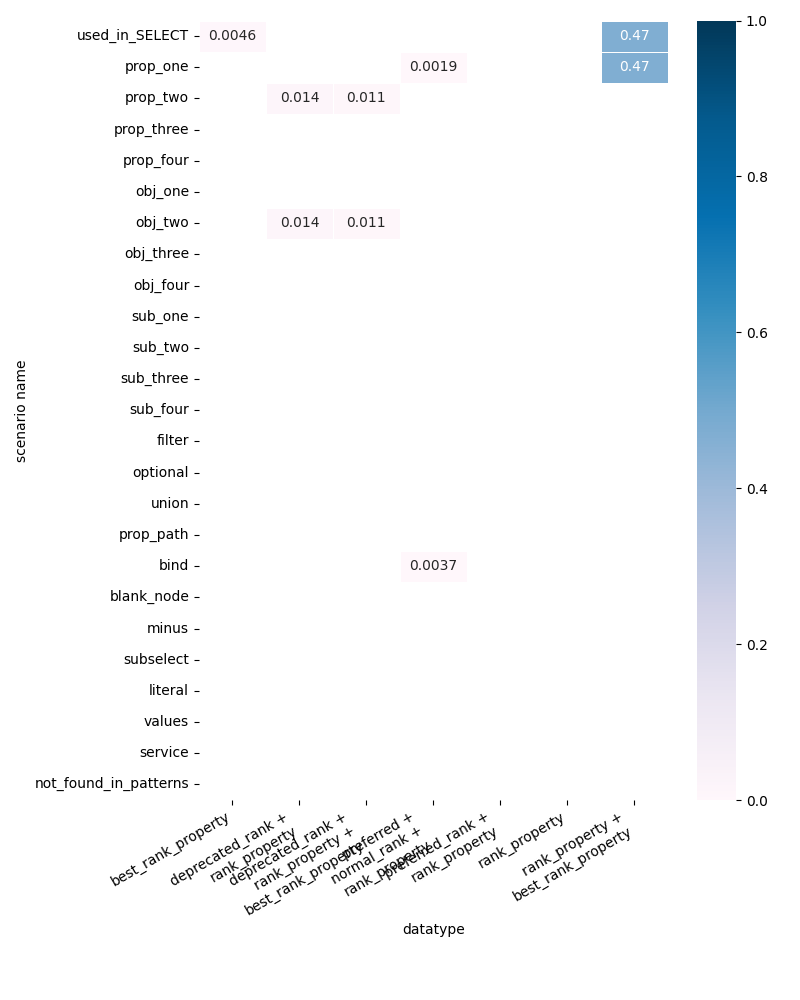 used_in_SELECT
0.0046
0.47
prop_one
0.0019
0.47
prop_two
0.014
0.011
prop_three
prop_four
obj_one
obj_two
0.014
0.011
obj_three
obj_four
sub_one
sub_two
sub_three
sub_four
filter
optional
union
prop_path
bind
0.0037
blank_node
minus
subselect
literal
values
service
not_found_in_patterns
scenario name
best_rank_property
deprecated_rank +
rank_property
deprecated_rank +
rank_property +
best_rank_property
preferred +
normal_rank +
rank_property
preferred_rank +
rank_property
rank_property
rank_property +
best_rank_property
datatype
1.0
0.8
0.6
0.4
0.2
0.0